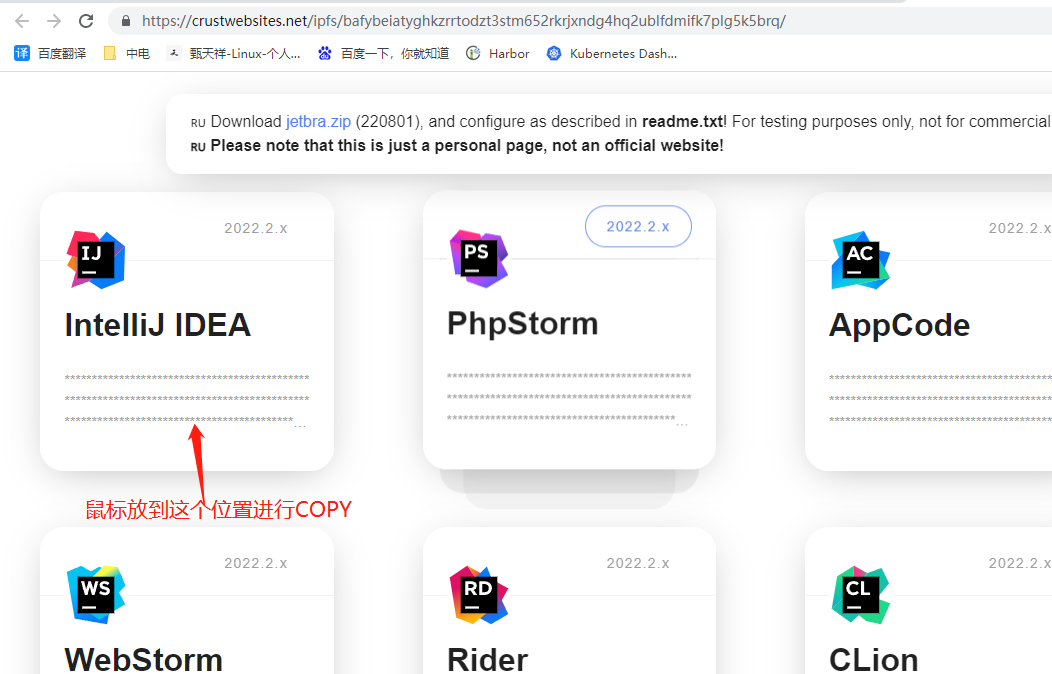 https://crustwebsites.net/ipfs/bafybeiatyghkzrrtodzt3stm652rkrjxndg4hq2ublfdmifk7plg5k5brq/
译 百度翻译 中电 甄天祥-Linux-个人... 百度一下，你就知道 Harbor Kubernetes Dash...
RU Download jetbra.zip (220801), and configure as described in readme.txt! For testing purposes only, not for commercial
RU Please note that this is just a personal page, not an official website!
2022.2.x 2022.2.x 2022.2.x
IJ PS AC
IntelliJ IDEA PhpStorm AppCode
********************************************* ********************************************* *****************************************
********************************************* ********************************************* *****************************************
******************************************... ******************************************... *****************************************
鼠标放到这个位置进行COPY
2022.2.x 2022.2.x 2022.2.x
WS RD CL
WebStorm Rider CLion